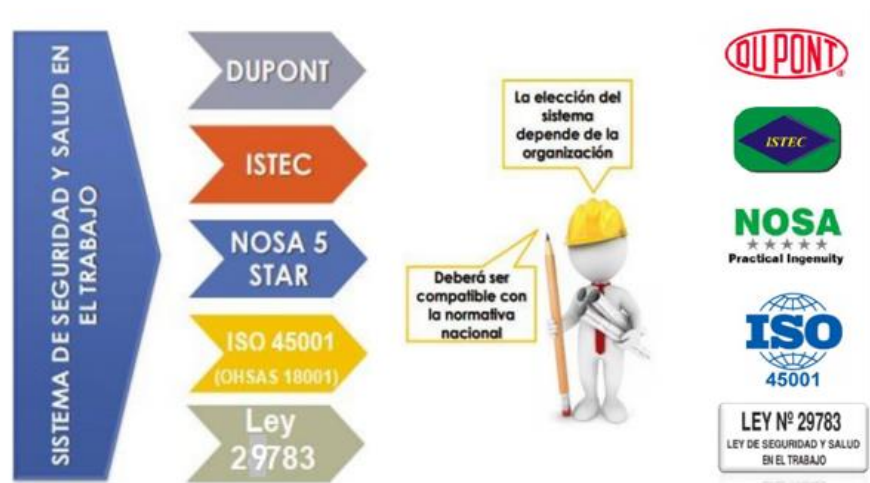 SISTEMA DE SEGURIDAD Y SALUD EN
EL TRABAJO
DUPONT
ISTEC
NOSA 5
STAR
ISO 45001
(OHSAS 18001)
Ley
29783
La elección del
sistema
depende de la
organización
Deberá ser
compatible con
la normativa
nacional
DUPONT
ISTEC
NOSA
Practical Ingenuity
ISO
45001
LEY Nº 29783
LEY DE SEGURIDAD Y SALUD
EN EL TRABAJO